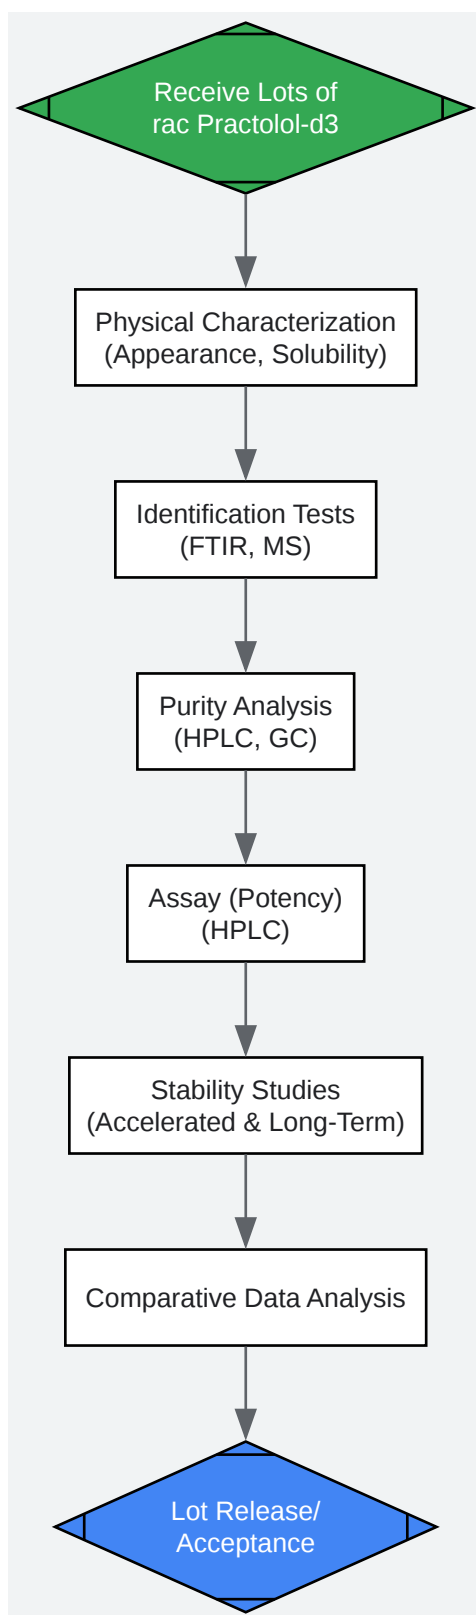 Receive Lots of
rac Practolol-d3
Physical Characterization
(Appearance, Solubility)
Identification Tests
(FTIR, MS)
Purity Analysis
(HPLC, GC)
Assay (Potency)
(HPLC)
Stability Studies
(Accelerated & Long-Term)
Comparative Data Analysis
Lot Release/
Acceptance